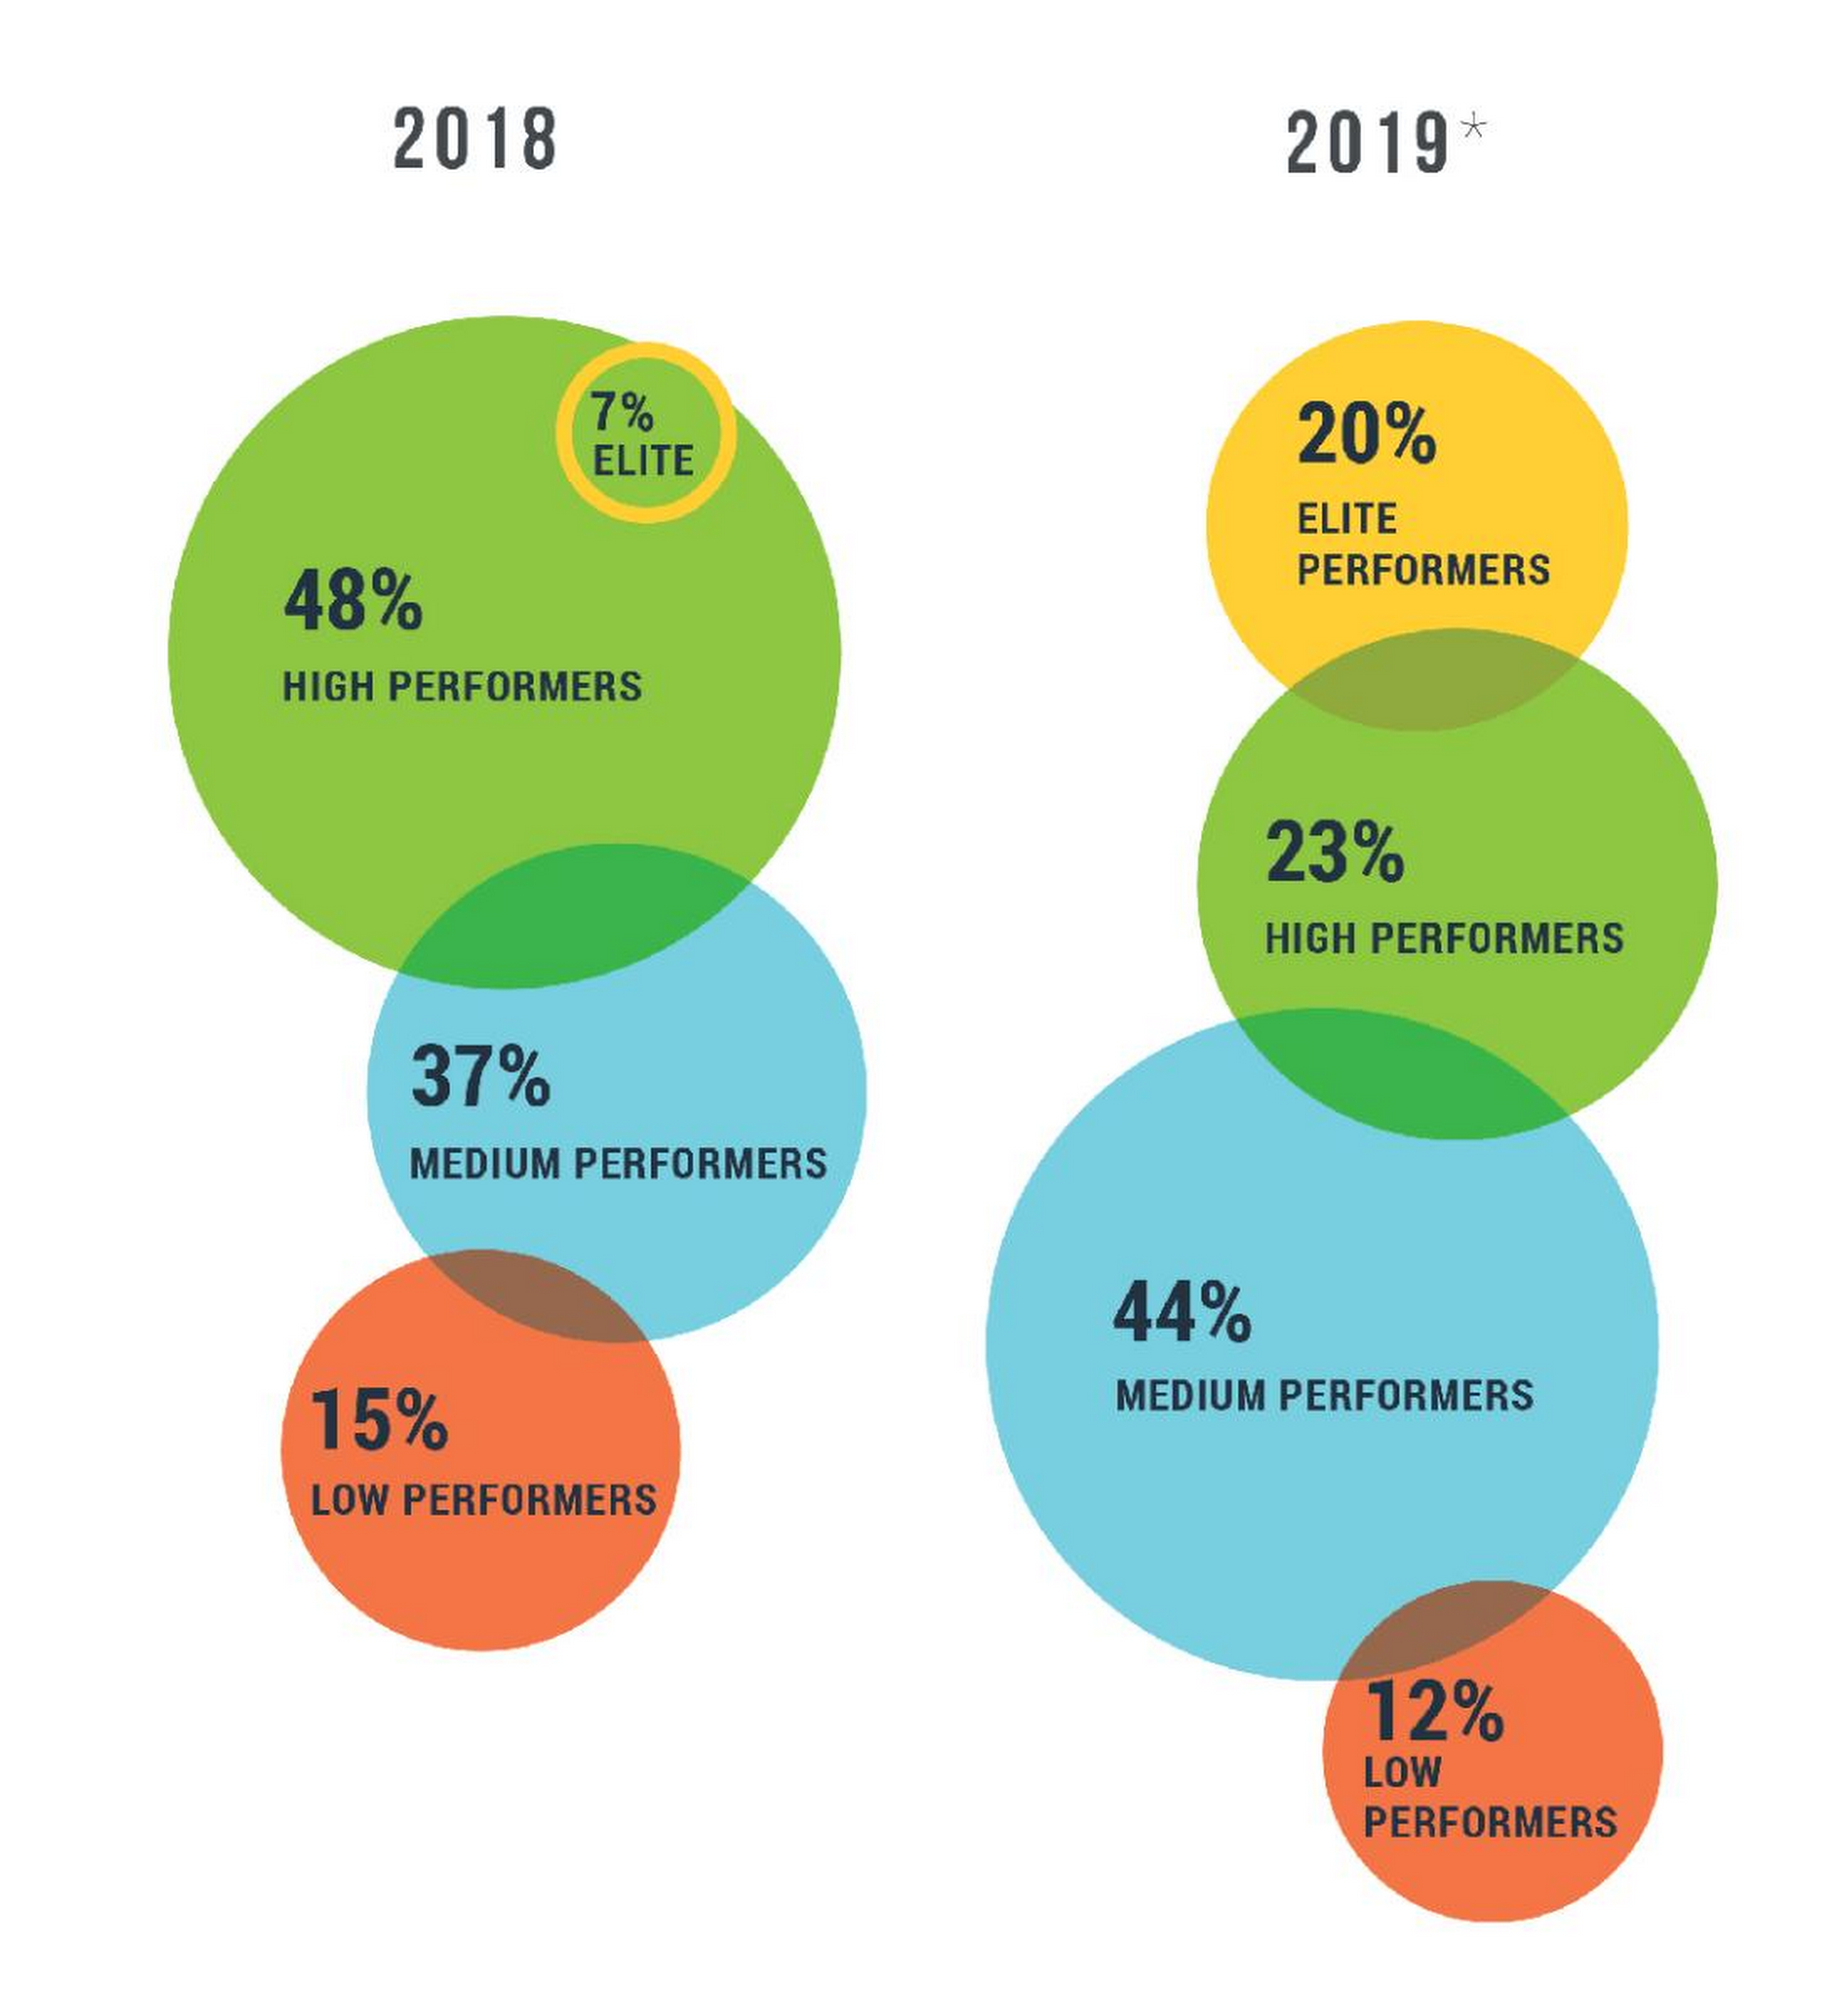 2018
7%
ELITE
48%
HIGH PERFORMERS
37%
MEDIUM PERFORMERS
15%
LOW PERFORMERS
2019*
20%
ELITE
PERFORMERS
23%
HIGH PERFORMERS
44%
MEDIUM PERFORMERS
12%
LOW
PERFORMERS